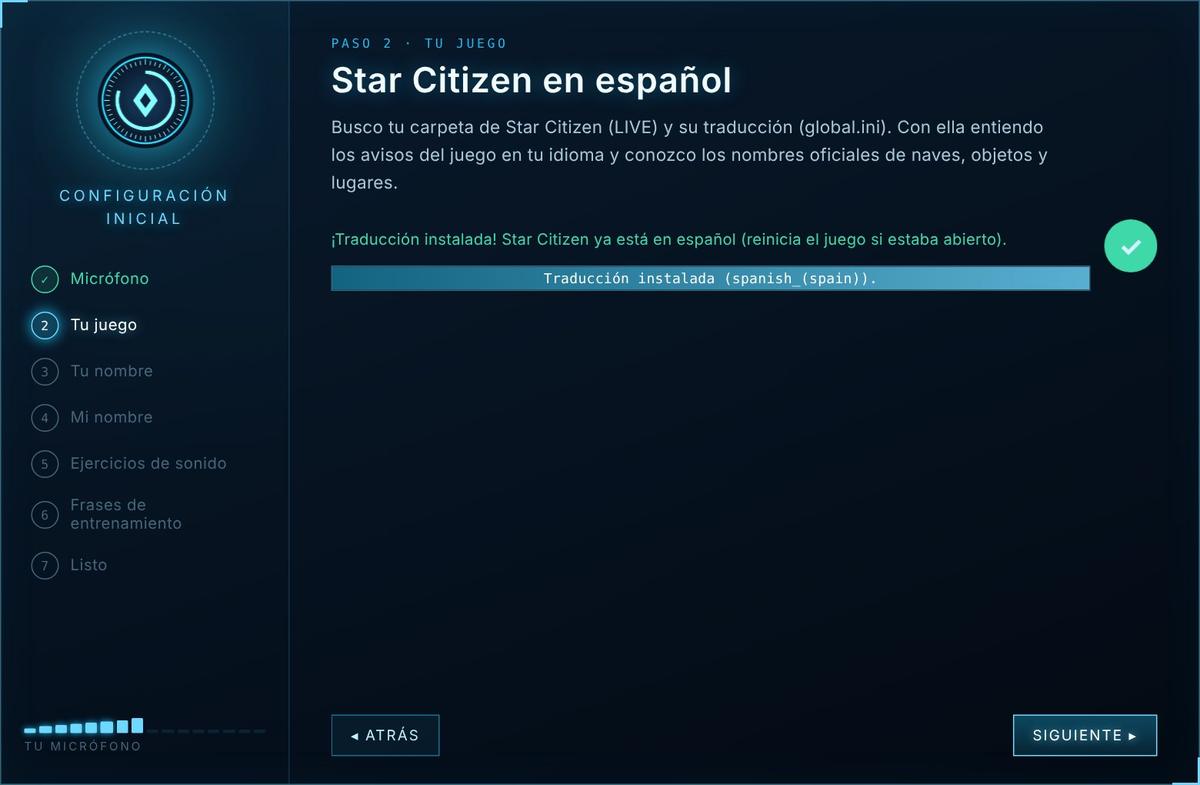 CONFIGURACIÓN
INICIAL
✓ Micrófono
2 Tu juego
3 Tu nombre
4 Mi nombre
5 Ejercicios de sonido
6 Frases de
entrenamiento
7 Listo
TU MICRÓFONO
PASO 2 · TU JUEGO
Star Citizen en español
Busco tu carpeta de Star Citizen (LIVE) y su traducción (global.ini). Con ella entiendo
los avisos del juego en tu idioma y conozco los nombres oficiales de naves, objetos y
lugares.
¡Traducción instalada! Star Citizen ya está en español (reinicia el juego si estaba abierto).
Traducción instalada (spanish_(spain)).
◂ ATRÁS
SIGUIENTE ▸